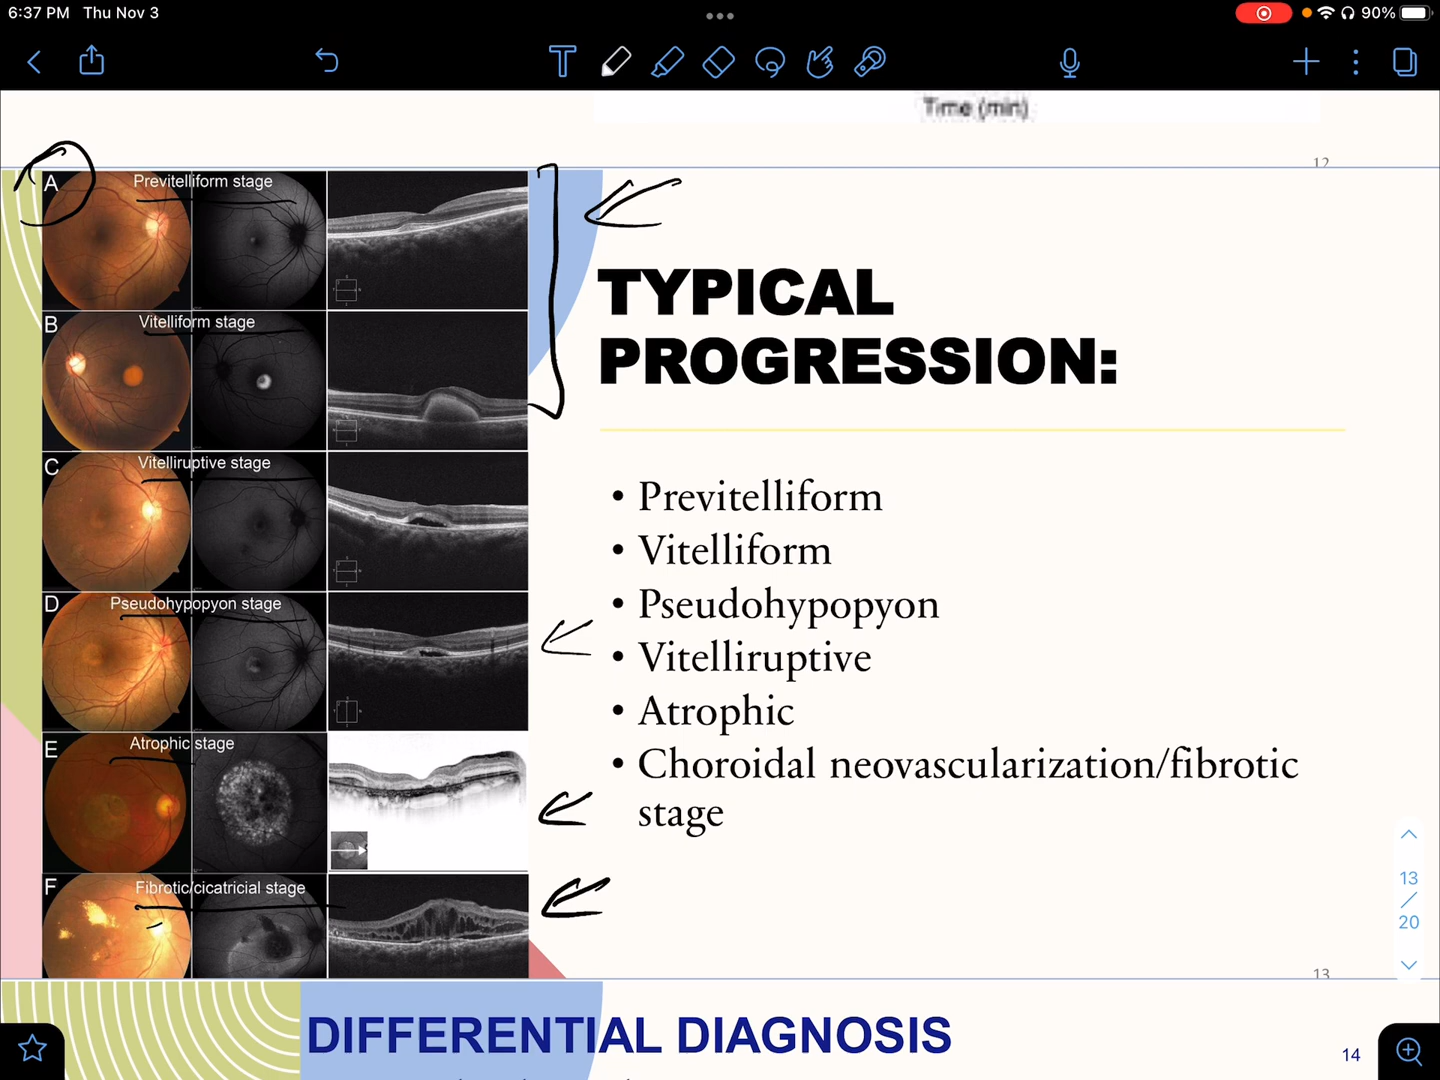 6:37 PM Thu Nov 3
90%
Time (min)
12
A Previtelliform stage
B Vitelliform stage
C Vitelliruptive stage
D Pseudohypopyon stage
E Atrophic stage
F Fibrotic/cicatricial stage
TYPICAL
PROGRESSION:
• Previtelliform
• Vitelliform
• Pseudohypopyon
• Vitelliruptive
• Atrophic
• Choroidal neovascularization/fibrotic
stage
13
/
20
13
DIFFERENTIAL DIAGNOSIS
14